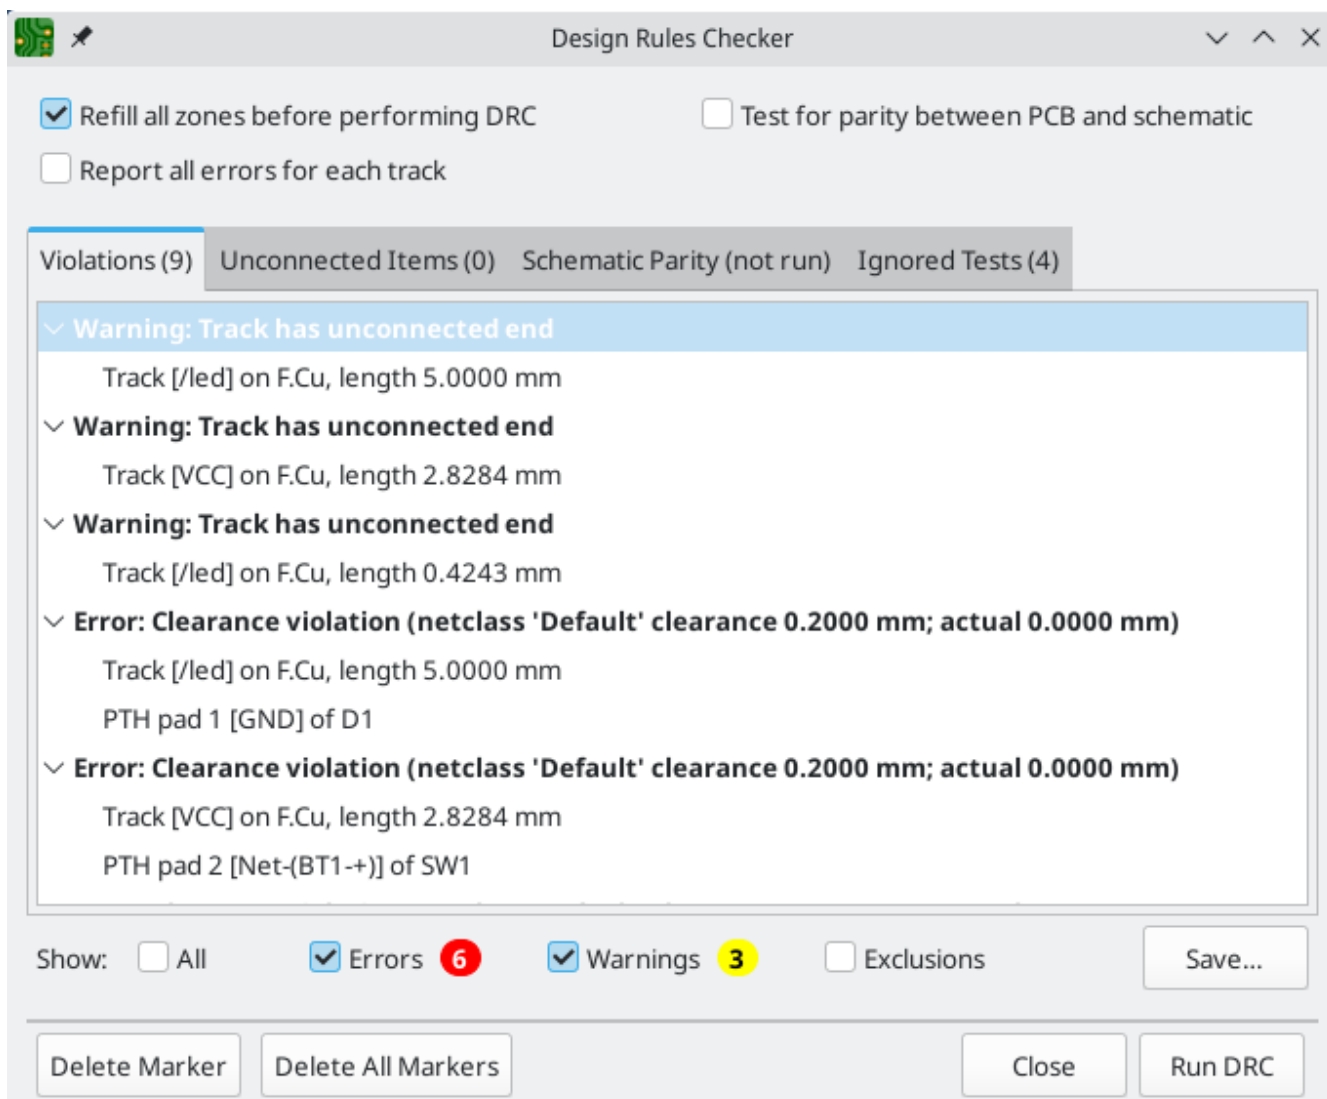 Design Rules Checker
Refill all zones before performing DRC
Test for parity between PCB and schematic
Report all errors for each track
Violations (9) Unconnected Items (0) Schematic Parity (not run) Ignored Tests (4)
Warning: Track has unconnected end
Track [/led] on F.Cu, length 5.0000 mm
Warning: Track has unconnected end
Track [VCC] on F.Cu, length 2.8284 mm
Warning: Track has unconnected end
Track [/led] on F.Cu, length 0.4243 mm
Error: Clearance violation (netclass 'Default' clearance 0.2000 mm; actual 0.0000 mm)
Track [/led] on F.Cu, length 5.0000 mm
PTH pad 1 [GND] of D1
Error: Clearance violation (netclass 'Default' clearance 0.2000 mm; actual 0.0000 mm)
Track [VCC] on F.Cu, length 2.8284 mm
PTH pad 2 [Net-(BT1-+)] of SW1
Show: All Errors 6 Warnings 3 Exclusions Save...
Delete Marker Delete All Markers Close Run DRC